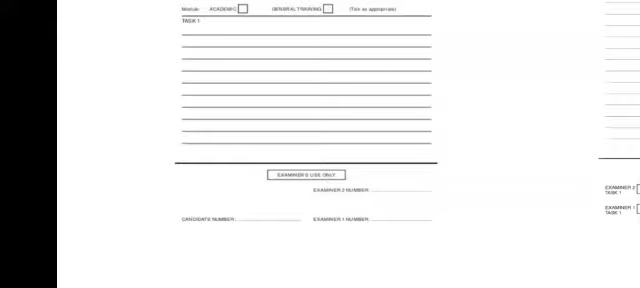 Module: ACADEMIC GENERAL TRAINING (Tick as appropriate)
TASK 1
EXAMINER'S USE ONLY
EXAMINER 2 NUMBER:
CANDIDATE NUMBER: EXAMINER 1 NUMBER:
EXAMINER 2
TASK 1
EXAMINER 1
TASK 1